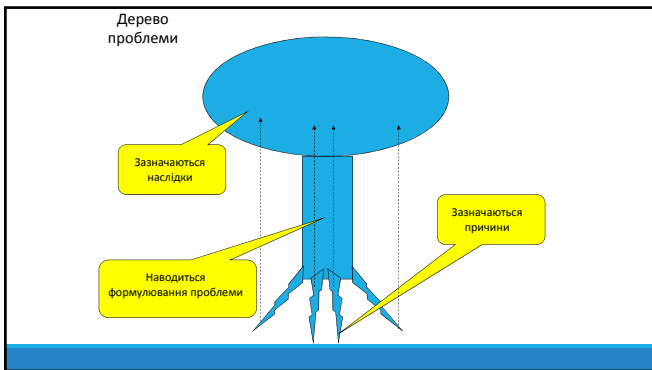 Дерево
проблеми
Зазначаються
наслідки
Зазначаються
причини
Наводиться
формулювання проблеми